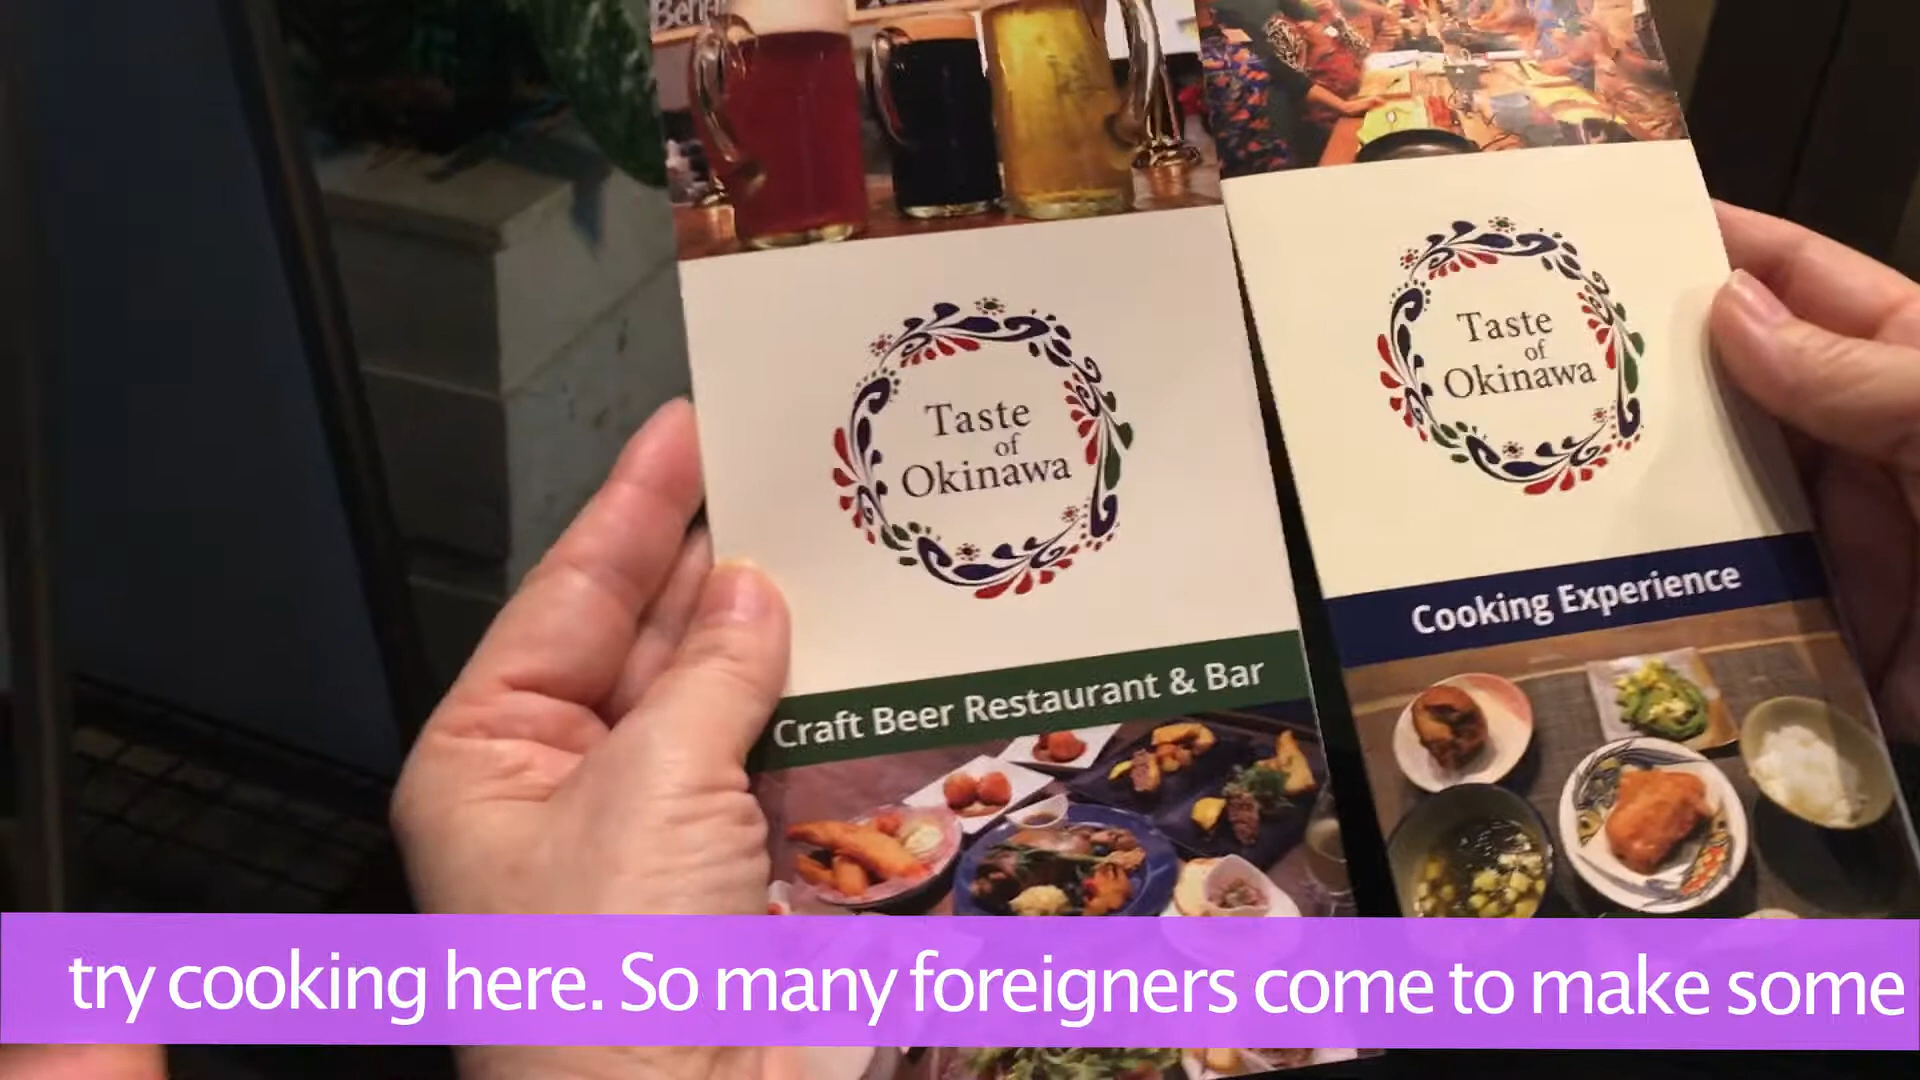 Taste
of
Okinawa
Craft Beer Restaurant & Bar
Taste
of
Okinawa
Cooking Experience
try cooking here. So many foreigners come to make some